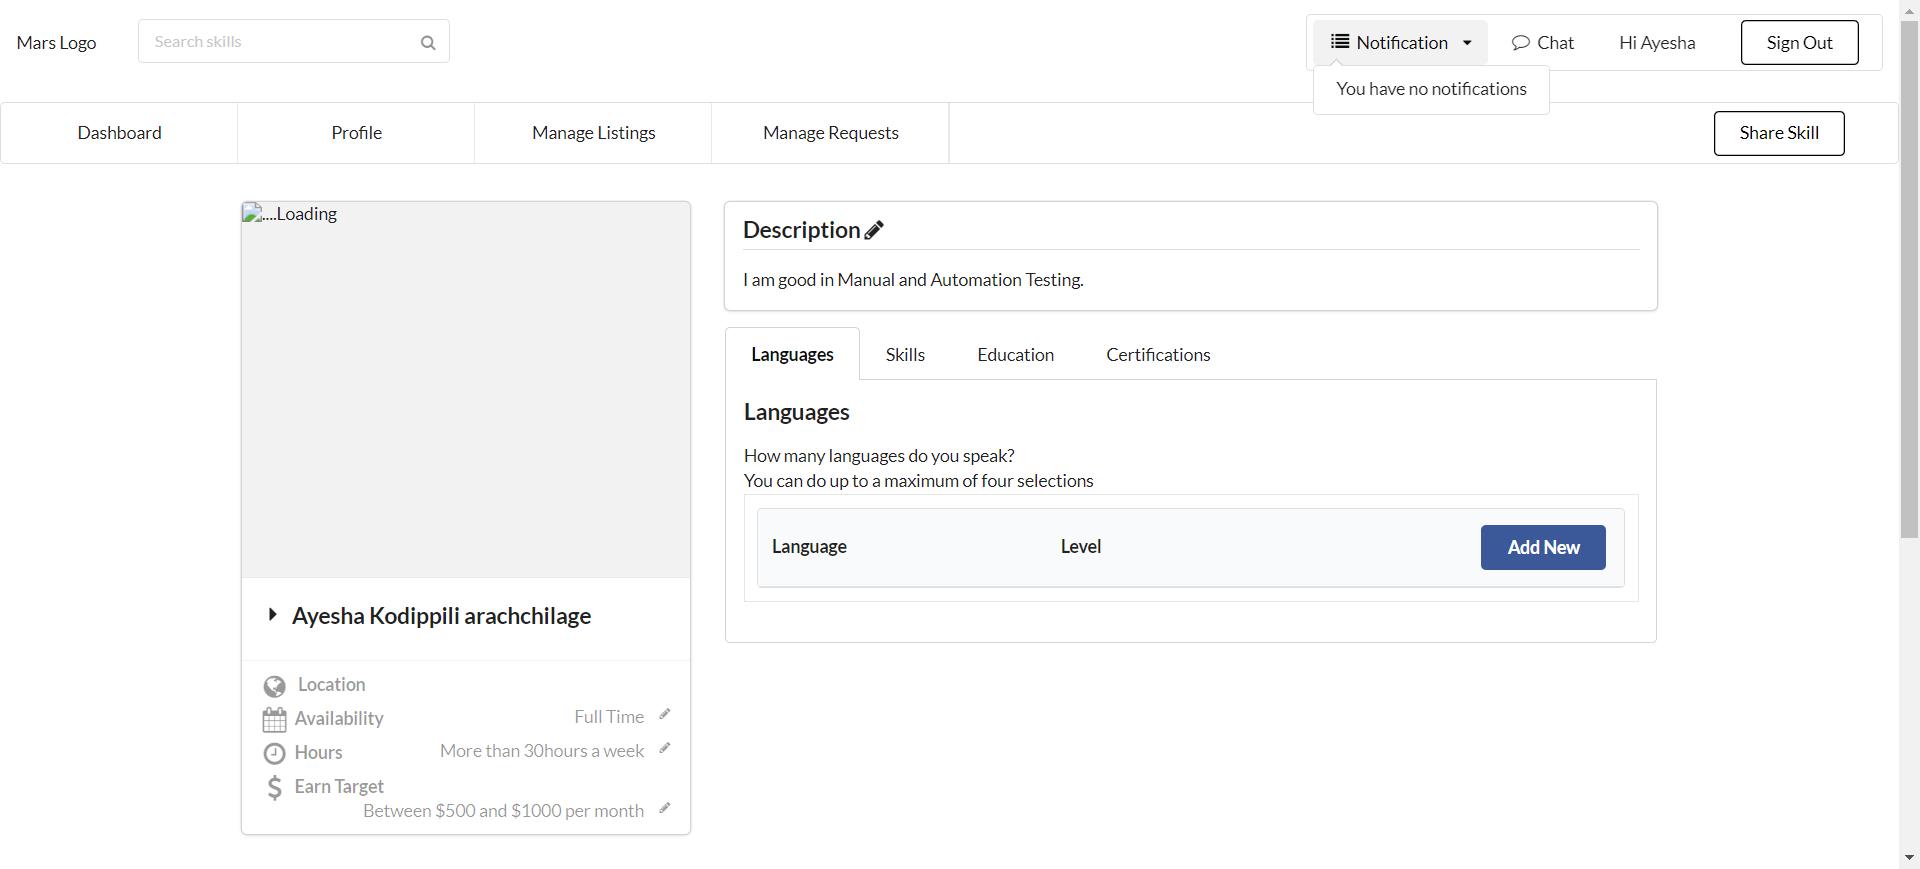 Mars Logo
Search skills
Notification
Chat
Hi Ayesha
Sign Out
You have no notifications
Dashboard
Profile
Manage Listings
Manage Requests
Share Skill
....Loading
Ayesha Kodippili arachchilage
Location
Availability
Full Time
Hours
More than 30hours a week
Earn Target
Between $500 and $1000 per month
Description
I am good in Manual and Automation Testing.
Languages
Skills
Education
Certifications
Languages
How many languages do you speak?
You can do up to a maximum of four selections
Language
Level
Add New